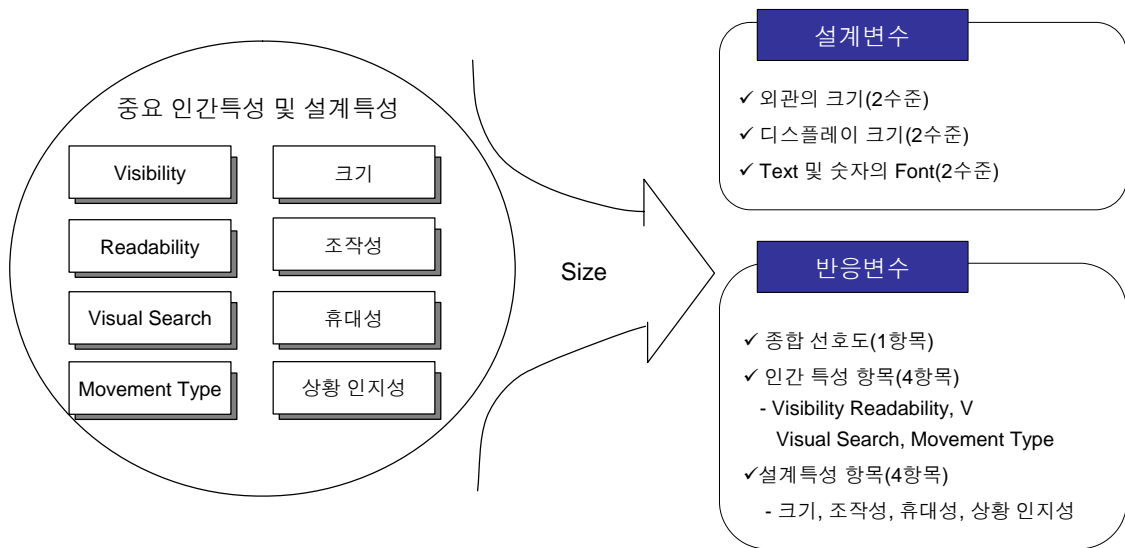 중요 인간특성 및 설계특성
Visibility
크기
Readability
조작성
Visual Search
휴대성
Movement Type
상황 인지성
Size
설계변수
✓ 외관의 크기(2수준)
✓ 디스플레이 크기(2수준)
✓ Text 및 숫자의 Font(2수준)
반응변수
✓ 종합 선호도(1항목)
✓ 인간 특성 항목(4항목)
- Visibility Readability, V
Visual Search, Movement Type
✓설계특성 항목(4항목)
- 크기, 조작성, 휴대성, 상황 인지성